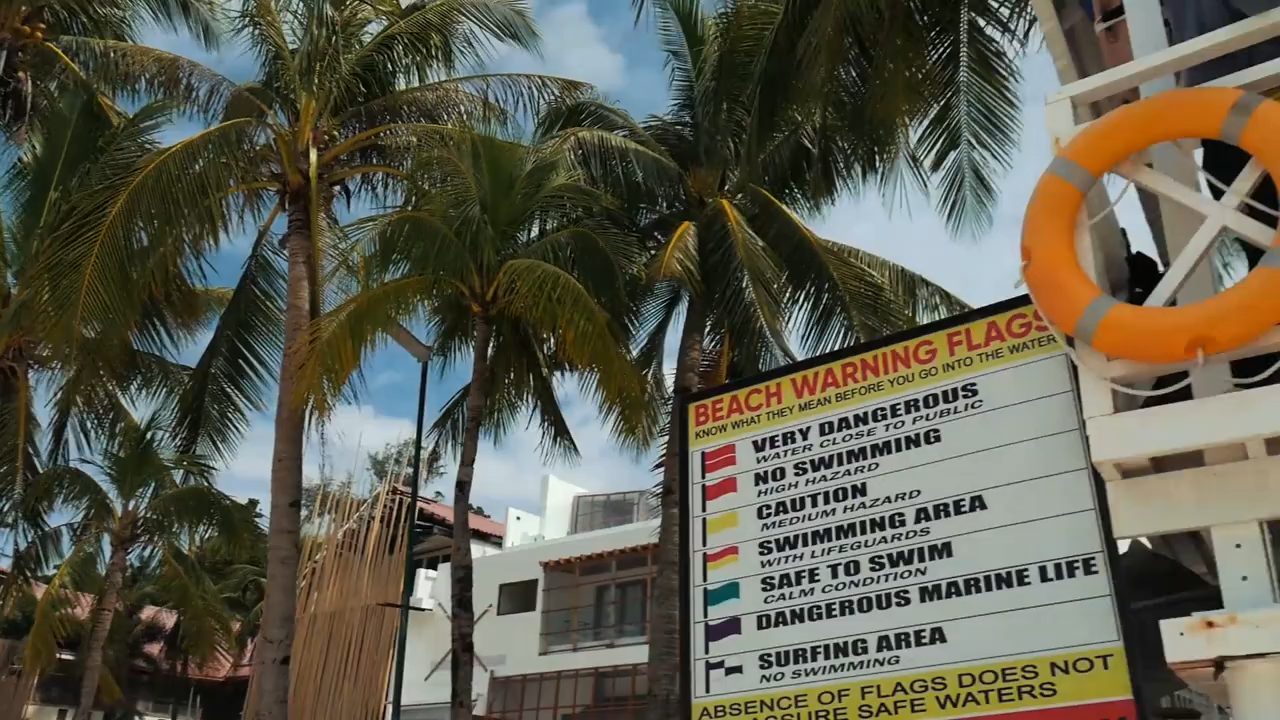 BEACH WARNING FLAGS
KNOW WHAT THEY MEAN BEFORE YOU GO INTO THE WATER
VERY DANGEROUS
WATER CLOSE TO PUBLIC
NO SWIMMING
HIGH HAZARD
CAUTION
MEDIUM HAZARD
SWIMMING AREA
WITH LIFEGUARDS
SAFE TO SWIM
CALM CONDITION
DANGEROUS MARINE LIFE
SURFING AREA
NO SWIMMING
ABSENCE OF FLAGS DOES NOT
ASSURE SAFE WATERS